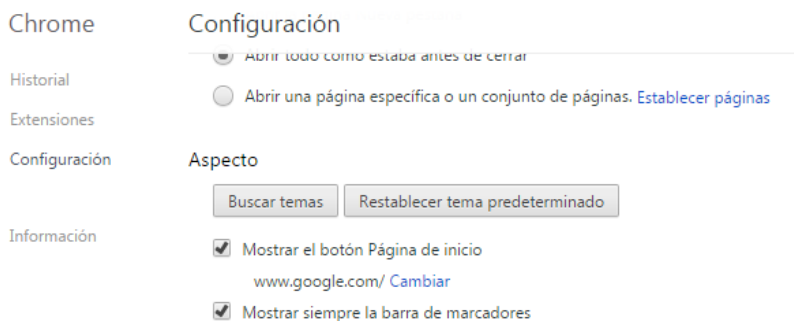 Chrome
Configuración
Historial
Extensiones
Configuración
Información
Abrir todo como estaba antes de cerrar
Abrir una página específica o un conjunto de páginas. Establecer páginas
Aspecto
Buscar temas
Restablecer tema predeterminado
Mostrar el botón Página de inicio
www.google.com/ Cambiar
Mostrar siempre la barra de marcadores